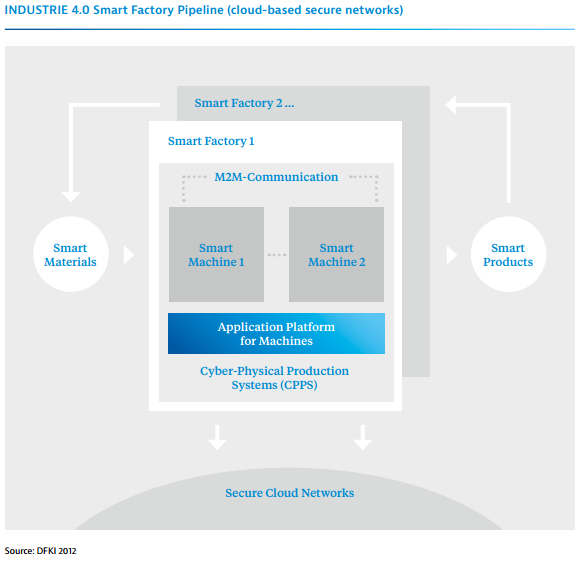 INDUSTRIE 4.0 Smart Factory Pipeline (cloud-based secure networks)
Smart Factory 2 ...
Smart Factory 1
M2M-Communication
Smart
Materials
Smart
Machine 1
Smart
Machine 2
Smart
Products
Application Platform
for Machines
Cyber-Physical Production
Systems (CPPS)
Secure Cloud Networks
Source: DFKI 2012